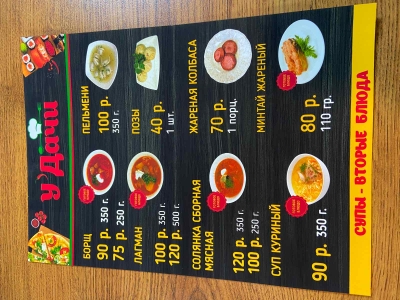 У Дачи
ПЕЛЬМЕНИ
100 р.
350 г.
ПОЗЫ
40 р.
1 шт.
ЖАРЕНАЯ КОЛБАСА
70 р.
1 порц.
МИНТАЙ ЖАРЕНЫЙ
80 р.
110 гр.
БОРЩ
90 р. 350 г.
75 р. 250 г.
ЛАГМАН
100 р. 350 г.
120 р. 500 г.
СОЛЯНКА СБОРНАЯ
МЯСНАЯ
120 р. 350 г.
100 р. 250 г.
СУП КУРИНЫЙ
90 р. 350 г.
СУПЫ - ВТОРЫЕ БЛЮДА